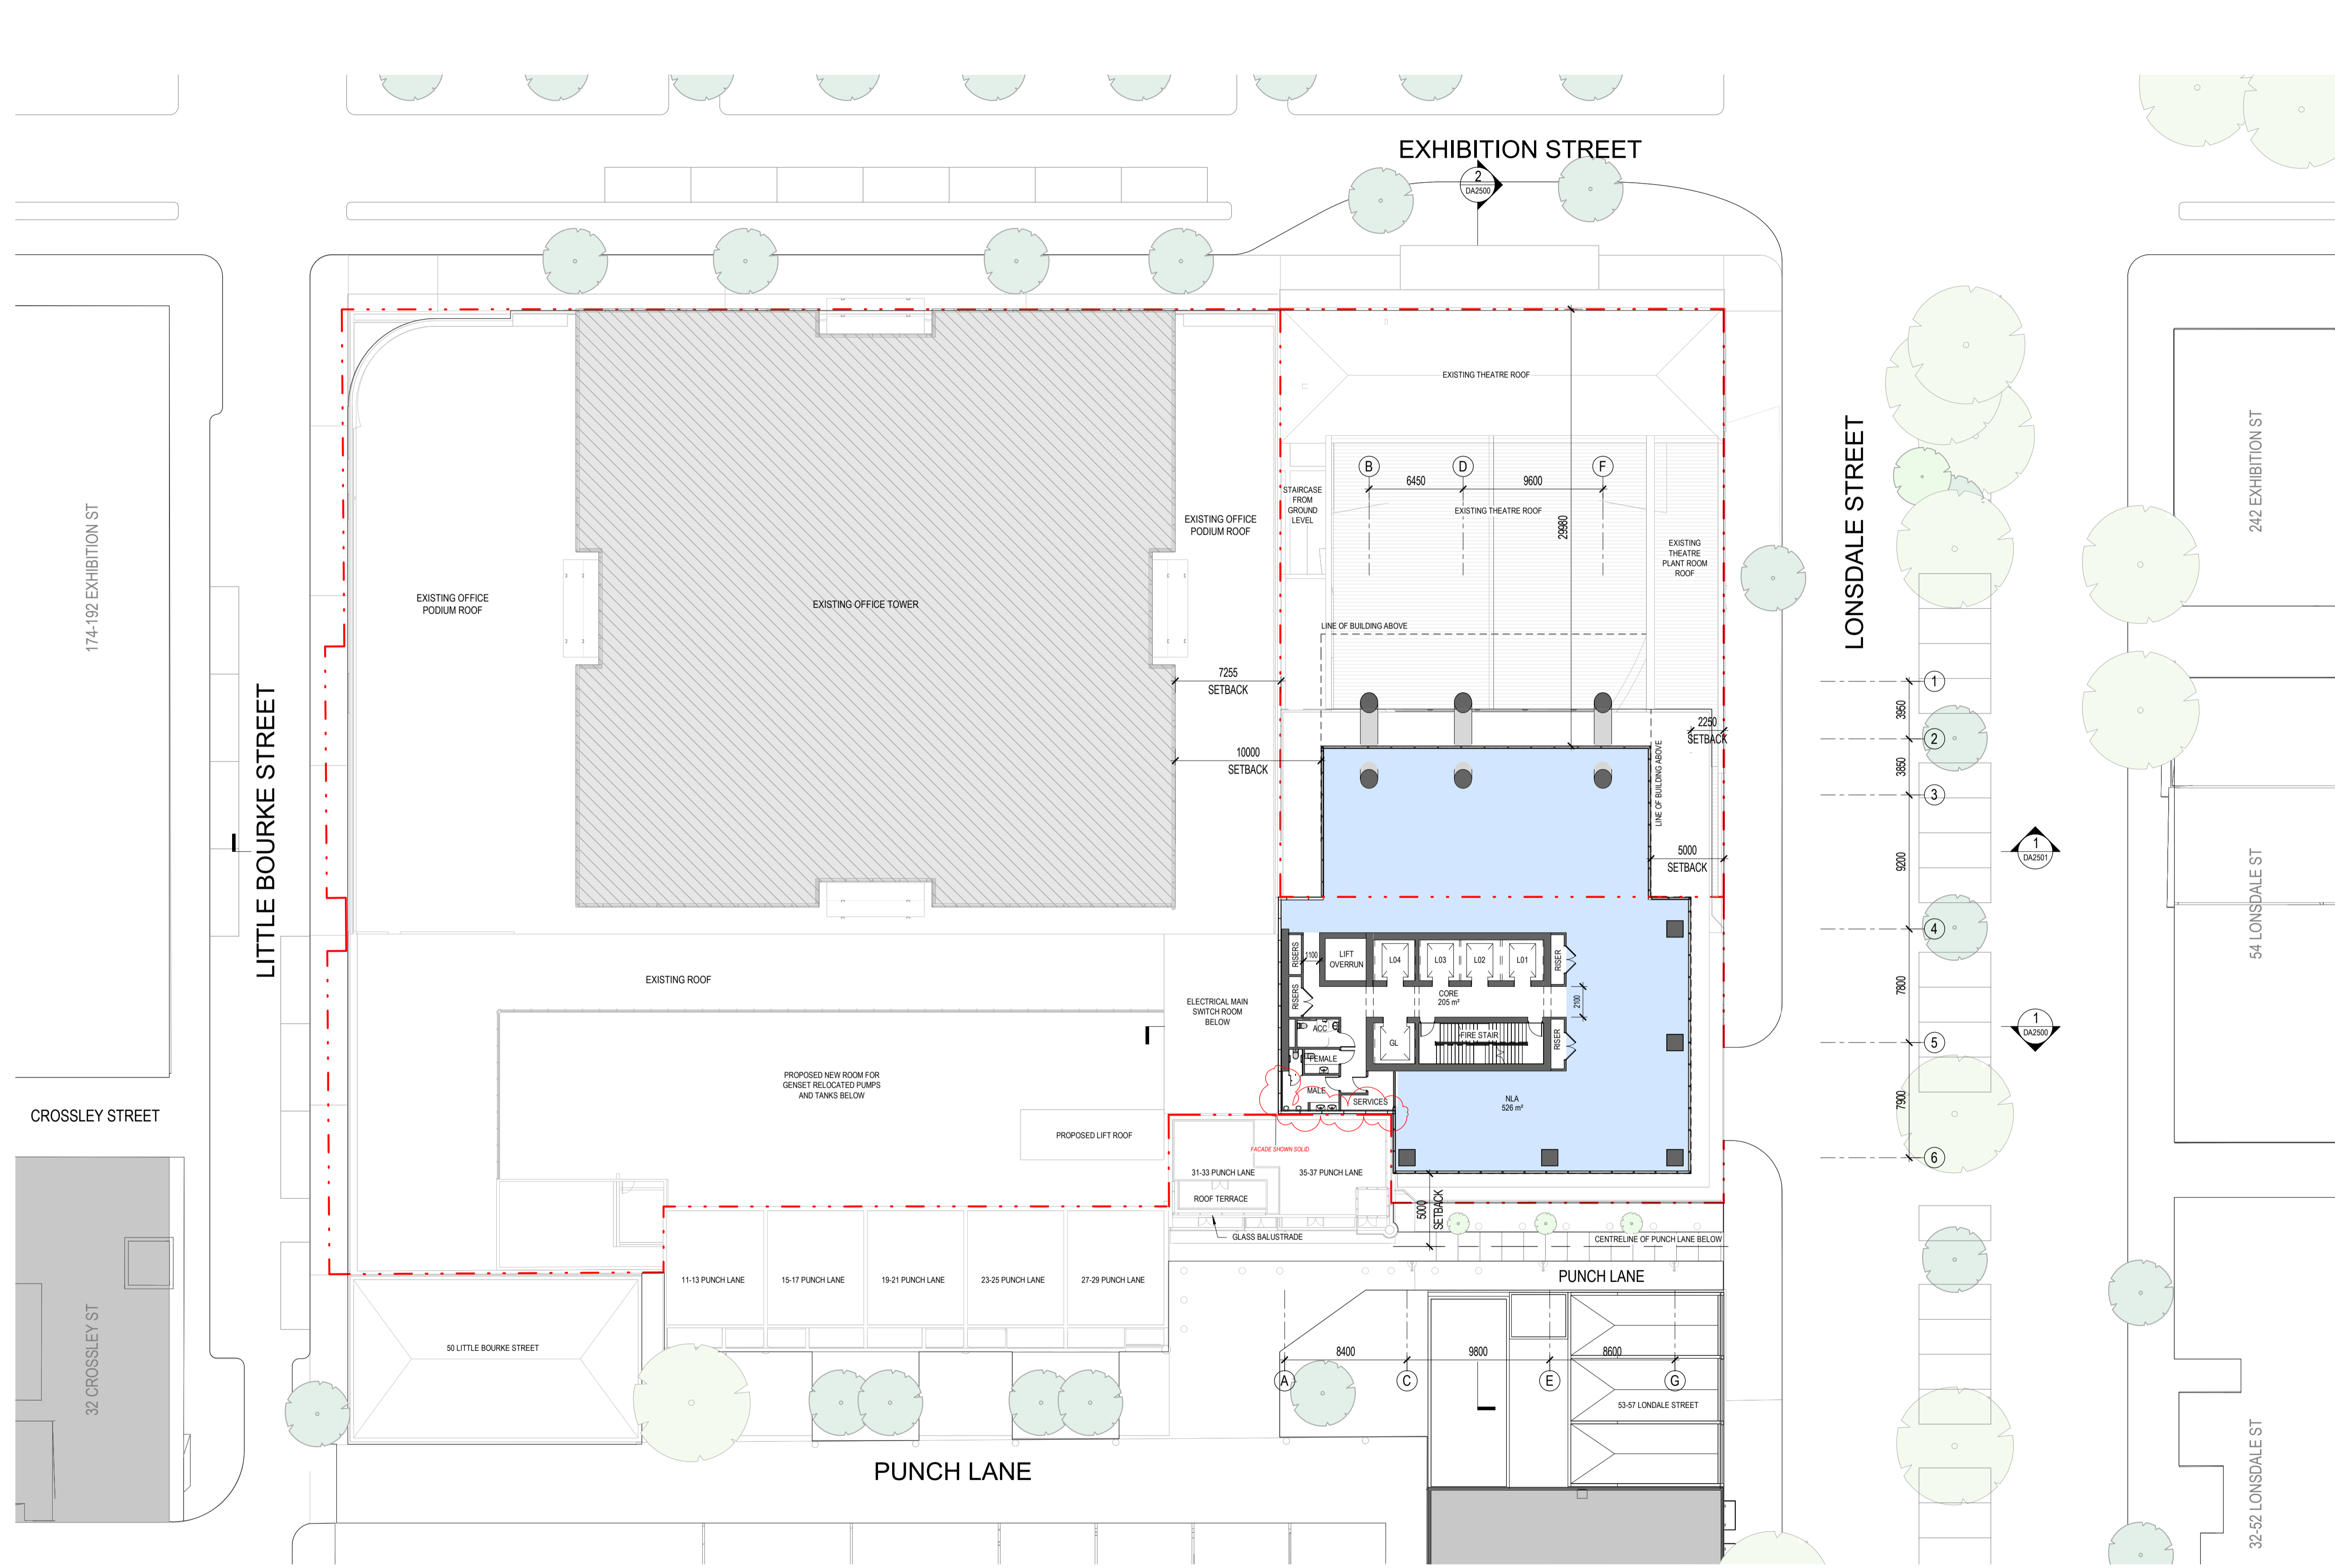 EXHIBITION STREET
2
DA2500
EXISTING THEATRE ROOF
B
D
F
6450
9600
STAIRCASE
FROM
GROUND
LEVEL
EXISTING THEATRE ROOF
29980
EXISTING
THEATRE
PLANT ROOM
ROOF
EXISTING OFFICE
PODIUM ROOF
EXISTING OFFICE
PODIUM ROOF
EXISTING OFFICE TOWER
LINE OF BUILDING ABOVE
7255
SETBACK
10000
SETBACK
2250
SETBACK
LINE OF BUILDING ABOVE
5000
SETBACK
174-192 EXHIBITION ST
LITTLE BOURKE STREET
LONSDALE STREET
242 EXHIBITION ST
54 LONSDALE ST
1
3950
2
3850
3
9200
4
7800
5
7900
6
1
DA2501
1
DA2500
EXISTING ROOF
ELECTRICAL MAIN
SWITCH ROOM
BELOW
RISERS
1100
LIFT
OVERRUN
L04
L03
L02
L01
RISER
RISERS
CORE
205 m²
2100
ACC
GL
FIRE STAIR
RISER
FEMALE
MALE
SERVICES
NLA
526 m²
PROPOSED NEW ROOM FOR
GENSET RELOCATED PUMPS
AND TANKS BELOW
PROPOSED LIFT ROOF
FACADE SHOWN SOLID
31-33 PUNCH LANE
35-37 PUNCH LANE
ROOF TERRACE
GLASS BALUSTRADE
5000
SETBACK
CENTRELINE OF PUNCH LANE BELOW
PUNCH LANE
CROSSLEY STREET
11-13 PUNCH LANE
15-17 PUNCH LANE
19-21 PUNCH LANE
23-25 PUNCH LANE
27-29 PUNCH LANE
50 LITTLE BOURKE STREET
32 CROSSLEY ST
8400
9800
8600
A
C
E
G
53-57 LONDALE STREET
PUNCH LANE
32-52 LONSDALE ST